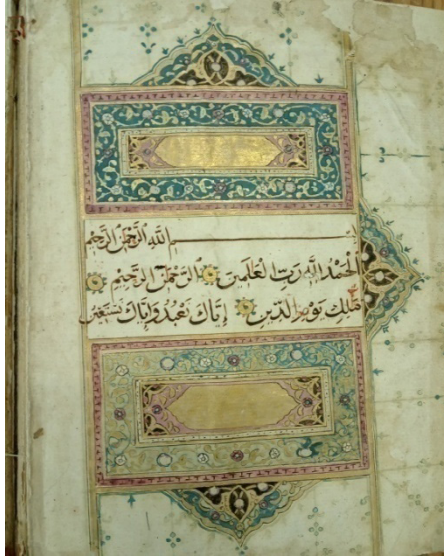 بسم الله الرحمن الرحيم
الحمد لله رب العلمين الرحمن الرحيم
ملك يوم الدين إياك نعبد وإياك نستعين